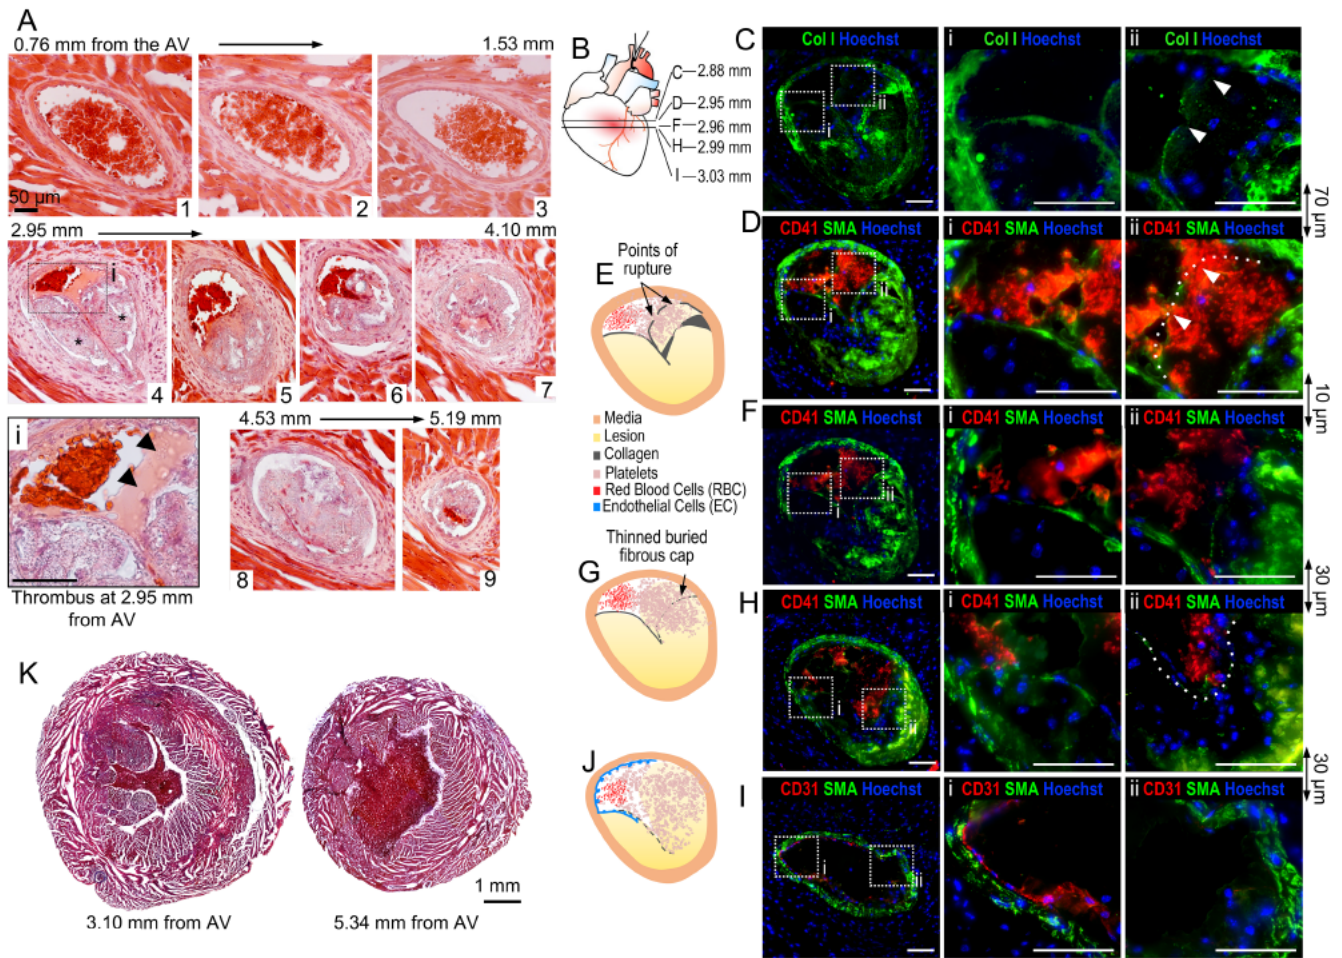 A
0.76 mm from the AV
1.53 mm
50 µm
1
2
3
2.95 mm
4.10 mm
i
*
*
4
5
6
7
i
Thrombus at 2.95 mm
from AV
4.53 mm
5.19 mm
8
9
B
C—2.88 mm
D—2.95 mm
F—2.96 mm
H—2.99 mm
I—3.03 mm
E
Points of
rupture
Media
Lesion
Collagen
Platelets
Red Blood Cells (RBC)
Endothelial Cells (EC)
G
Thinned buried
fibrous cap
J
K
3.10 mm from AV
5.34 mm from AV
1 mm
C
Col I Hoechst
i
ii
i
Col I Hoechst
ii
Col I Hoechst
70 µm
D
CD41 SMA Hoechst
i
ii
i
CD41 SMA Hoechst
ii
CD41 SMA Hoechst
10 µm
F
CD41 SMA Hoechst
i
ii
i
CD41 SMA Hoechst
ii
CD41 SMA Hoechst
30 µm
H
CD41 SMA Hoechst
i
ii
i
CD41 SMA Hoechst
ii
CD41 SMA Hoechst
30 µm
I
CD31 SMA Hoechst
i
ii
i
CD31 SMA Hoechst
ii
CD31 SMA Hoechst